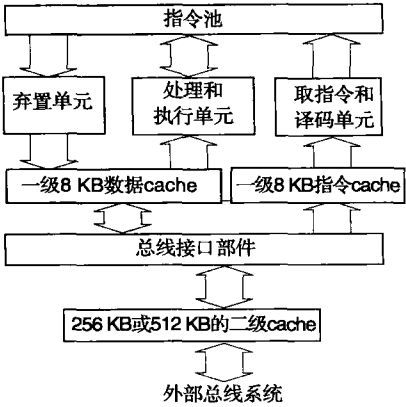 指令池
弃置单元
处理和
执行单元
取指令和
译码单元
一级8 KB数据cache
一级8 KB指令cache
总线接口部件
256 KB或512 KB的二级cache
外部总线系统